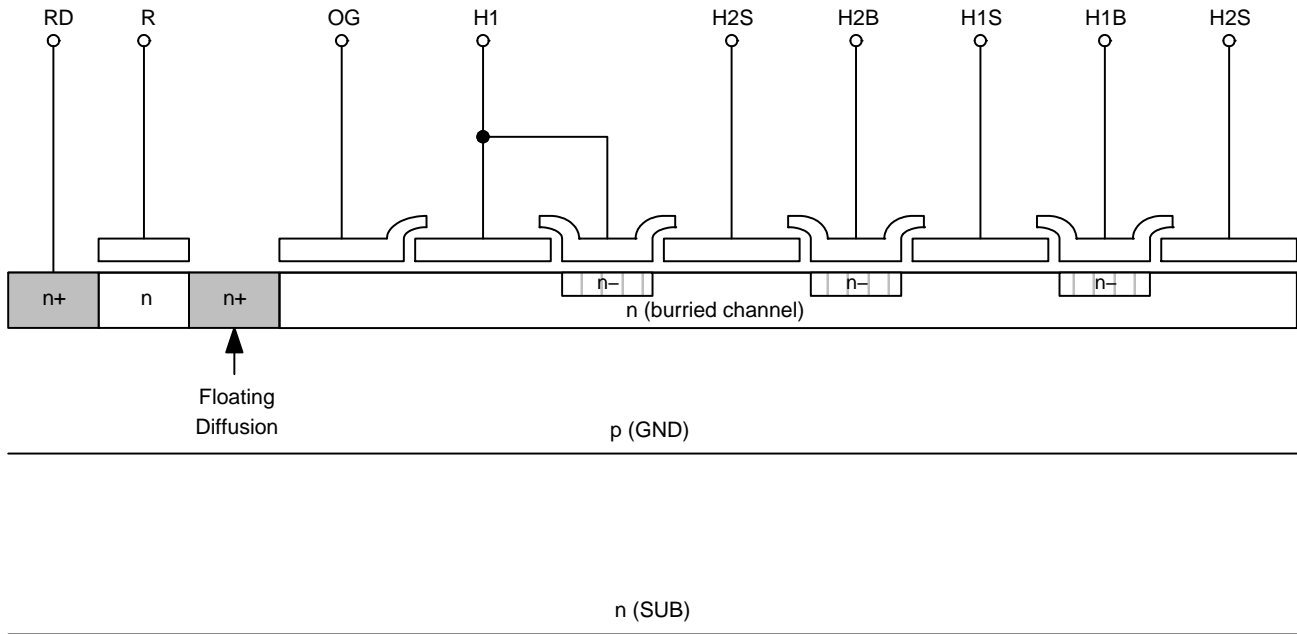 RD R OG H1 H2S H2B H1S H1B H2S
n+ n n+ n– n– n–
n (burried channel)
Floating
Diffusion
p (GND)
n (SUB)